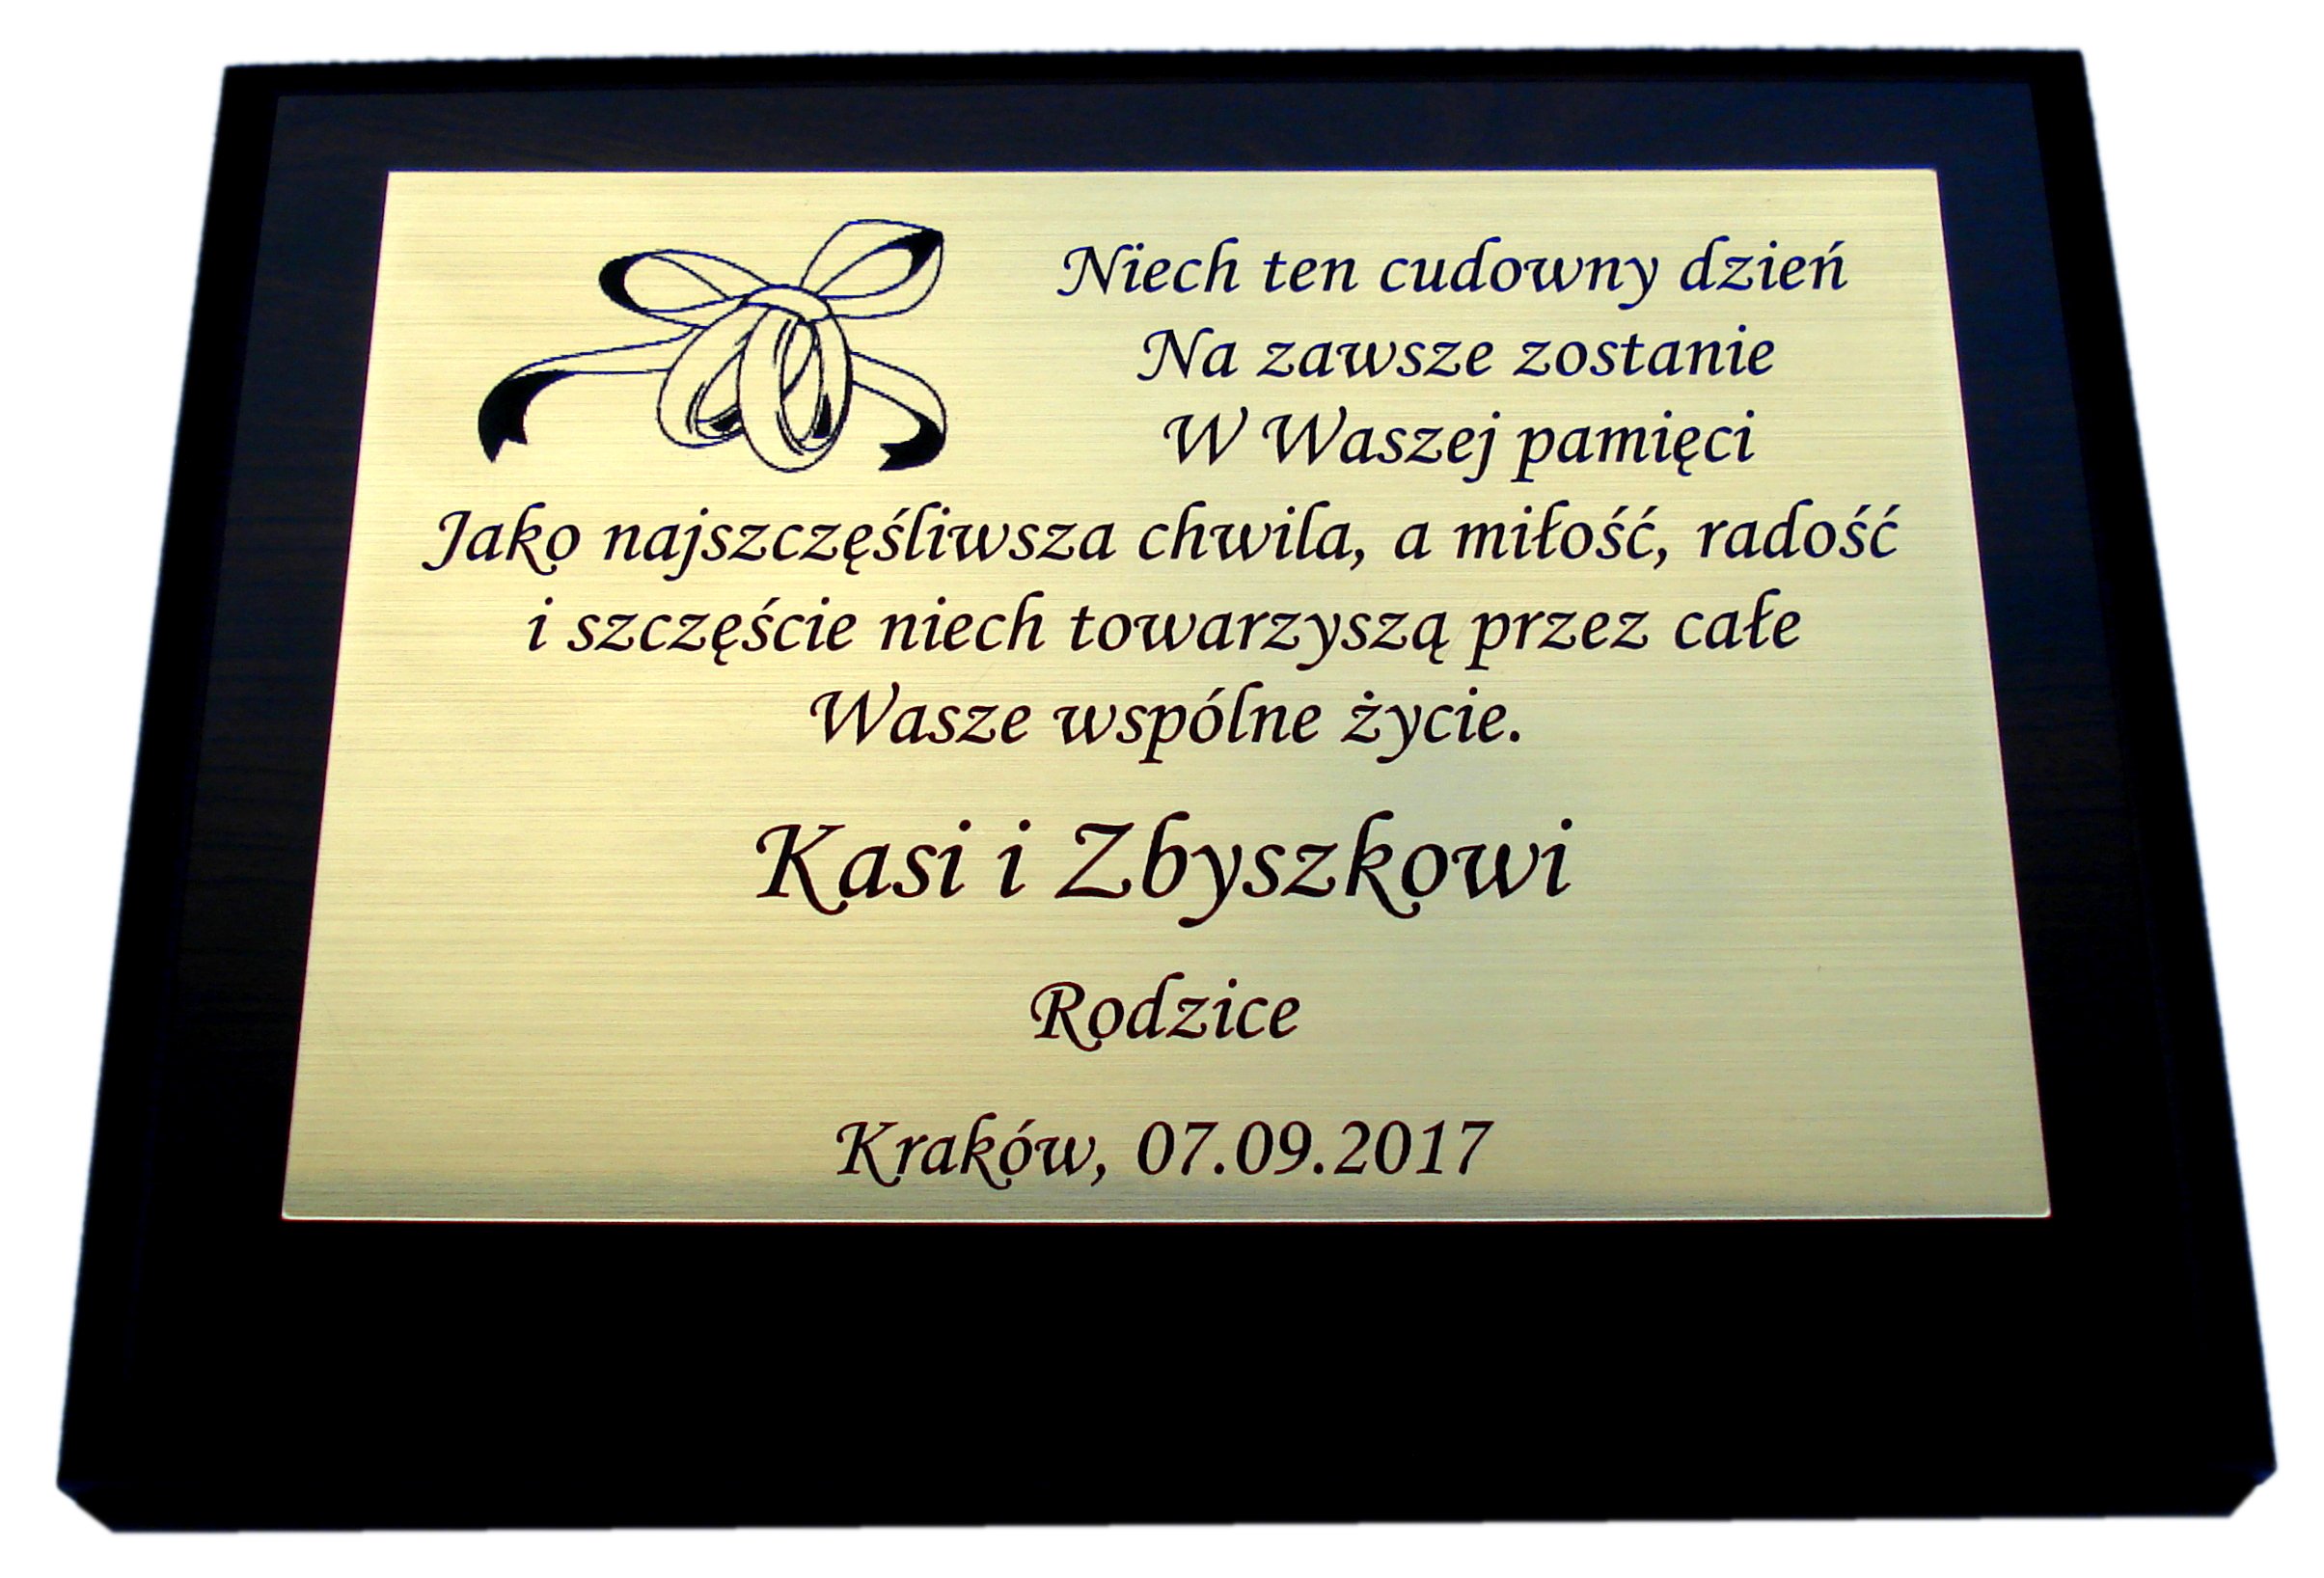 Niech ten cudowny dzień
Na zawsze zostanie
W Waszej pamięci
Jako najszczęśliwsza chwila, a miłość, radość
i szczęście niech towarzyszą przez całe
Wasze wspólne życie.
Kasi i Zbyszkowi
Rodzice
Kraków, 07.09.2017